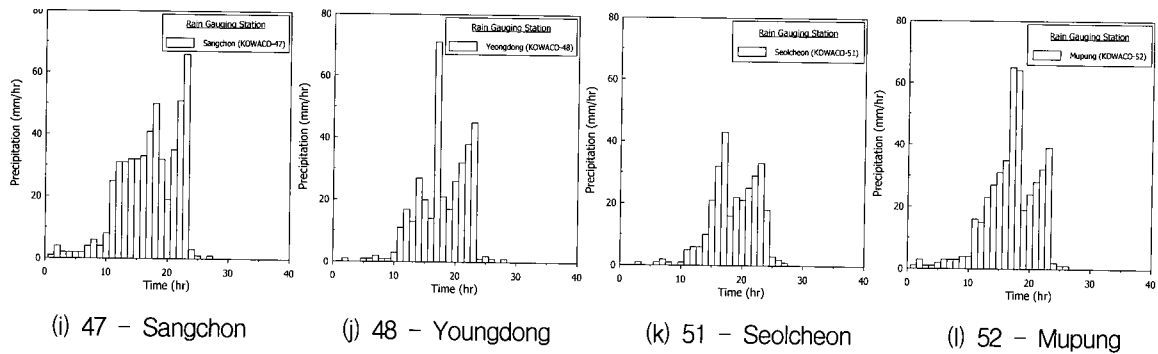 80
60
40
20
0
0
10
20
30
40
Precipitation (mm/hr)
Time (hr)
Rain Gauging Station
Sangchon (KOWACO-47)
(i) 47 - Sangchon
80
60
40
20
0
0
10
20
30
40
Precipitation (mm/hr)
Time (hr)
Rain Gauging Station
Yeongdong (KOWACO-48)
(j) 48 - Youngdong
80
60
40
20
0
0
10
20
30
40
Precipitation (mm/hr)
Time (hr)
Rain Gauging Station
Seolcheon (KOWACO-51)
(k) 51 - Seolcheon
80
60
40
20
0
0
10
20
30
40
Precipitation (mm/hr)
Time (hr)
Rain Gauging Station
Mupung (KOWACO-52)
(l) 52 - Mupung